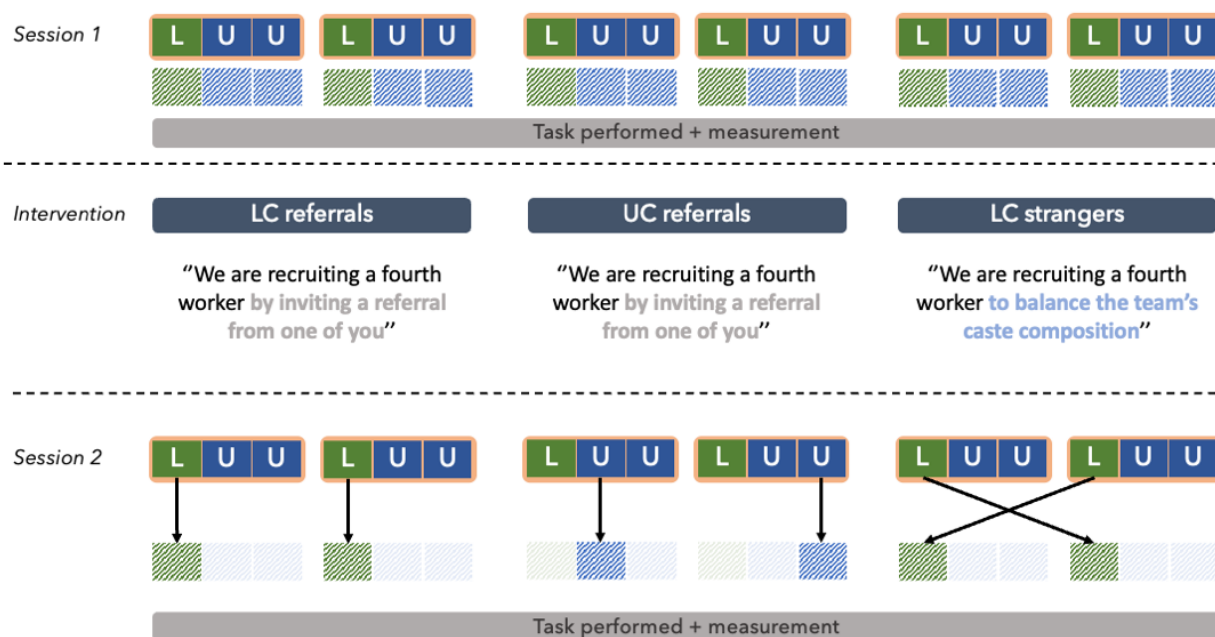 Session 1
L U U L U U L U U L U U L U U L U U
Task performed + measurement
Intervention
LC referrals
UC referrals
LC strangers
“We are recruiting a fourth
worker by inviting a referral
from one of you”
“We are recruiting a fourth
worker by inviting a referral
from one of you”
“We are recruiting a fourth
worker to balance the team’s
caste composition”
Session 2
L U U L U U L U U L U U L U U L U U
Task performed + measurement